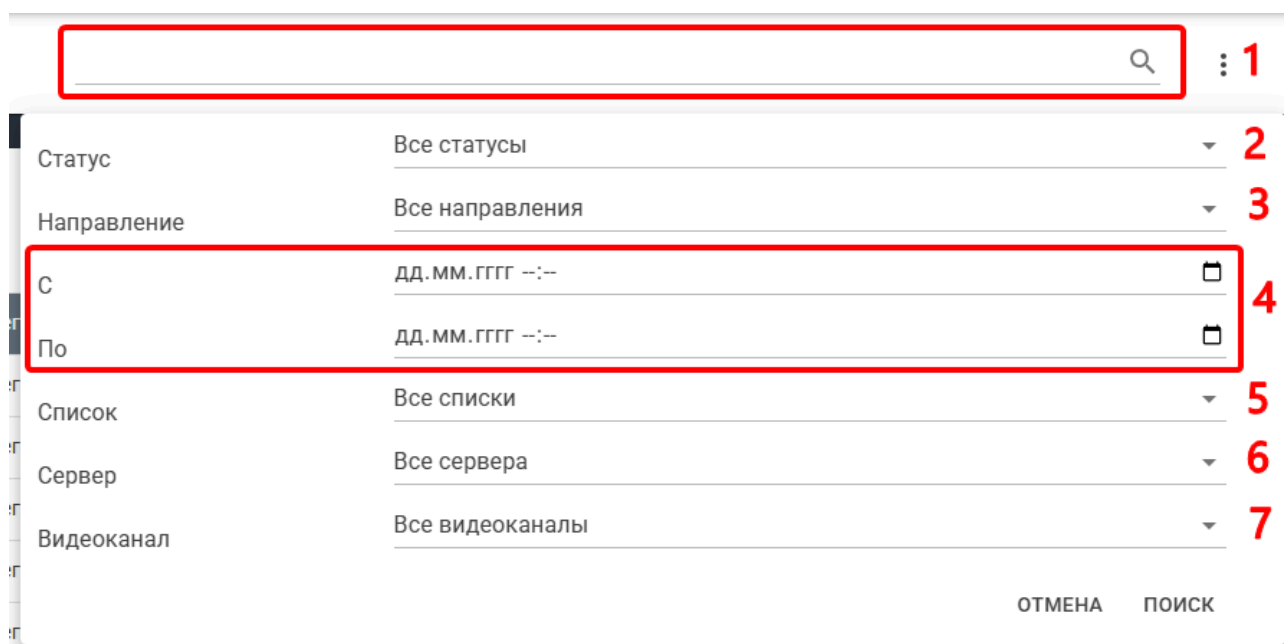 1
Статус Все статусы 2
Направление Все направления 3
С дд.мм.гггг --:--
4
По дд.мм.гггг --:--
Список Все списки 5
Сервер Все сервера 6
Видеоканал Все видеоканалы 7
ОТМЕНА ПОИСК